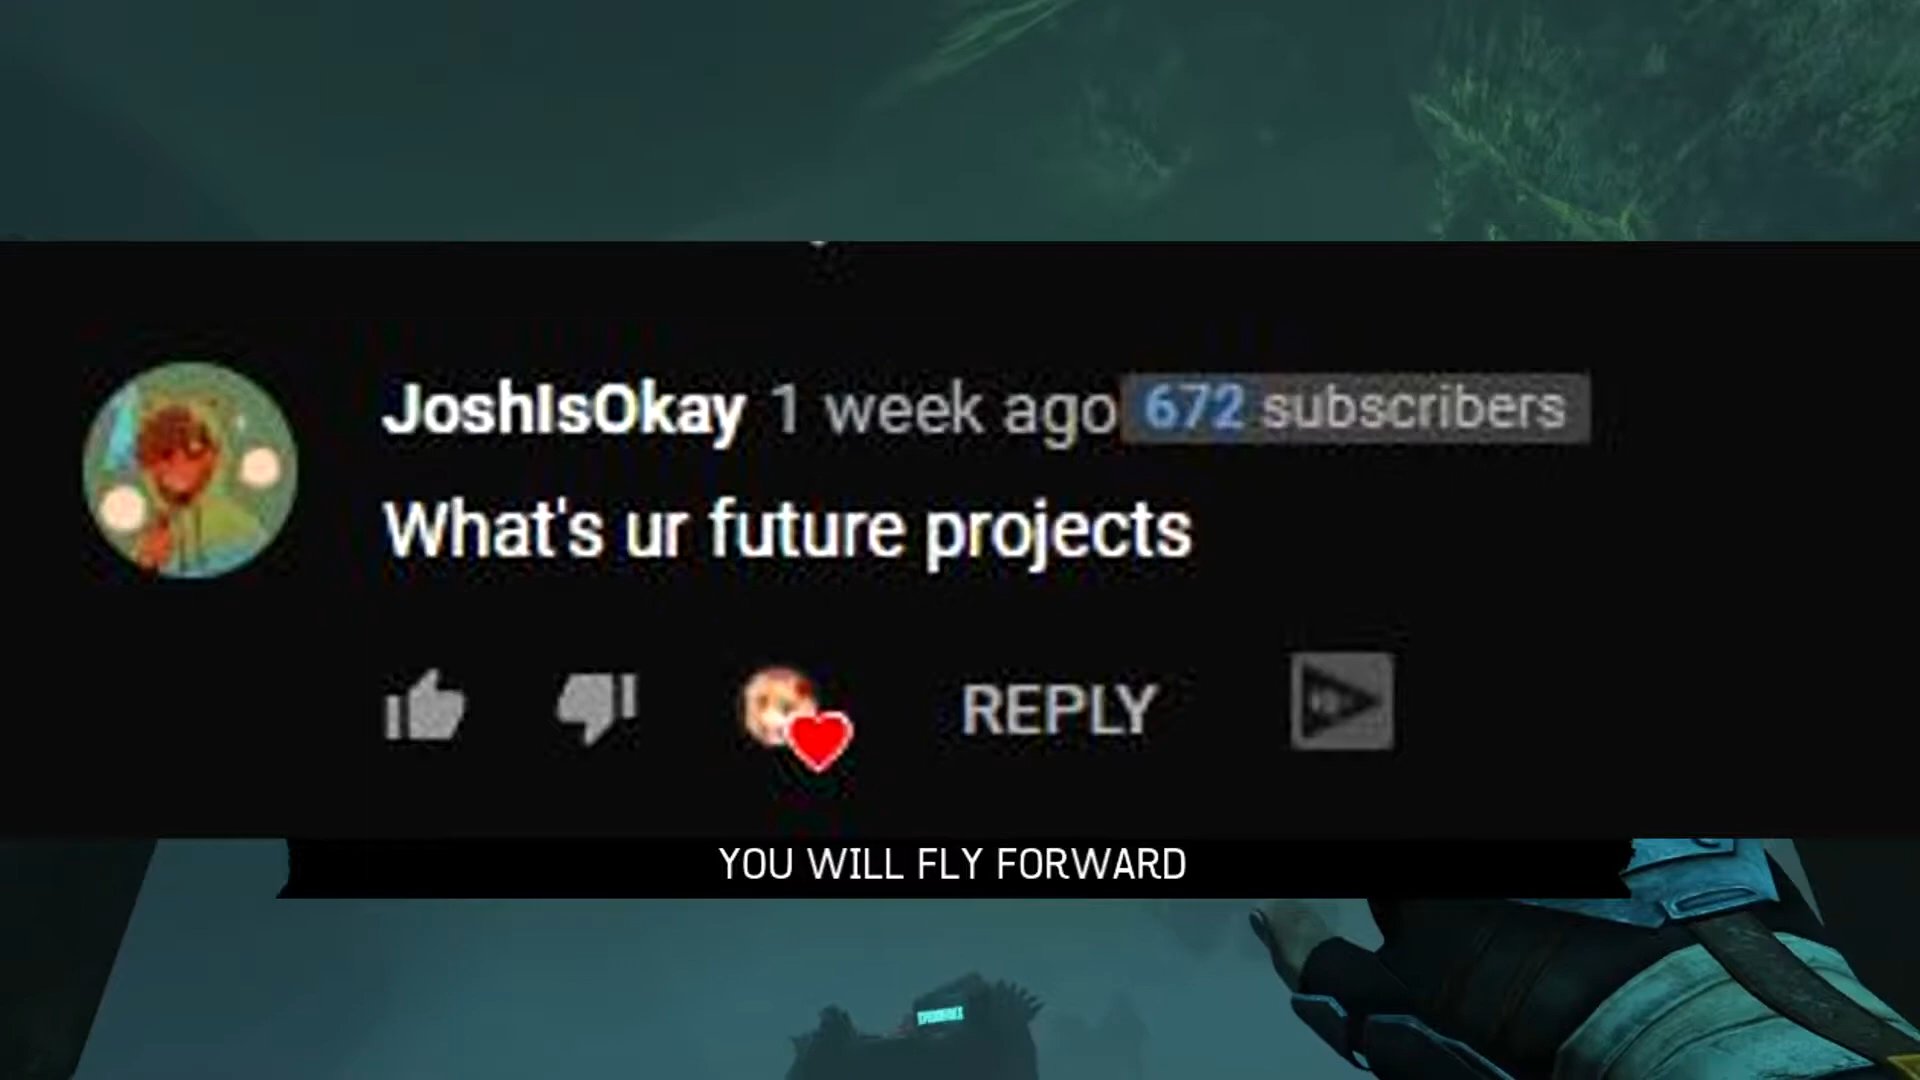 JoshIsOkay 1 week ago 672 subscribers
What's ur future projects
REPLY
YOU WILL FLY FORWARD